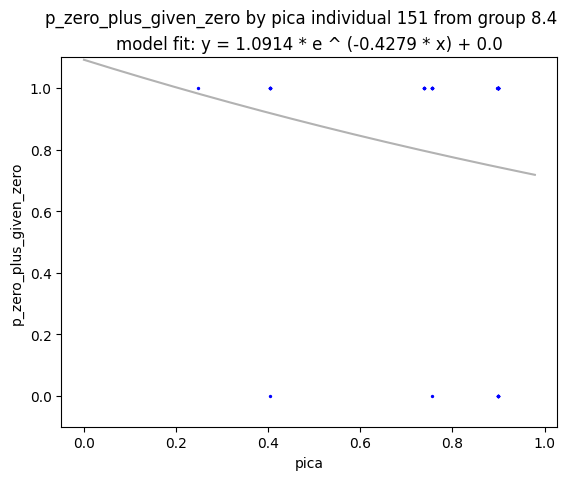 p_zero_plus_given_zero by pica individual 151 from group 8.4
model fit: y = 1.0914 * e ^ (-0.4279 * x) + 0.0
1.0
0.8
0.6
0.4
0.2
0.0
p_zero_plus_given_zero
0.0 0.2 0.4 0.6 0.8 1.0
pica